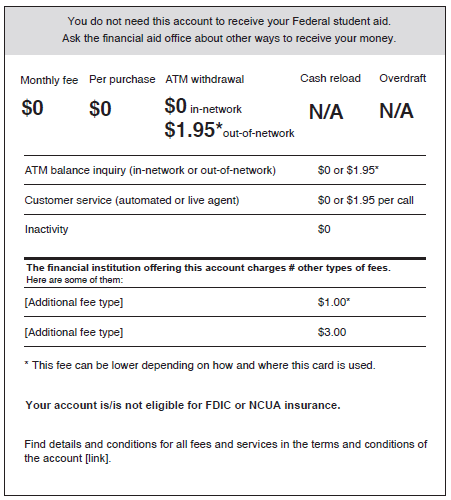 You do not need this account to receive your Federal student aid.
Ask the financial aid office about other ways to receive your money.
Monthly fee Per purchase ATM withdrawal Cash reload Overdraft
$0 $0 $0 in-network N/A N/A
$1.95* out-of-network
ATM balance inquiry (in-network or out-of-network) $0 or $1.95*
Customer service (automated or live agent) $0 or $1.95 per call
Inactivity $0
The financial institution offering this account charges # other types of fees.
Here are some of them:
[Additional fee type] $1.00*
[Additional fee type] $3.00
* This fee can be lower depending on how and where this card is used.
Your account is/is not eligible for FDIC or NCUA insurance.
Find details and conditions for all fees and services in the terms and conditions of
the account [link].